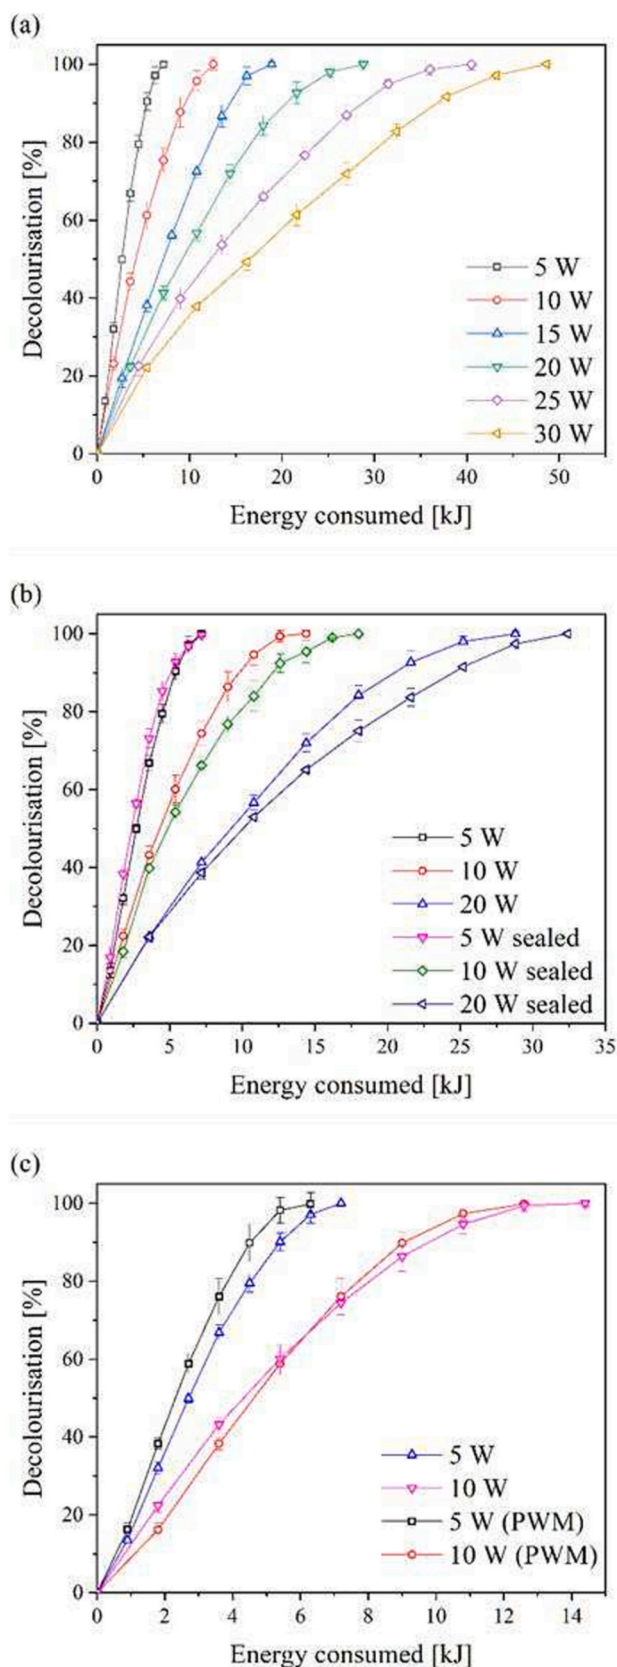 (a)
100
80
60
40
20
0
Decolourisation [%]
5 W
10 W
15 W
20 W
25 W
30 W
0 10 20 30 40 50
Energy consumed [kJ]
(b)
100
80
60
40
20
0
Decolourisation [%]
5 W
10 W
20 W
5 W sealed
10 W sealed
20 W sealed
0 5 10 15 20 25 30 35
Energy consumed [kJ]
(c)
100
80
60
40
20
0
Decolourisation [%]
5 W
10 W
5 W (PWM)
10 W (PWM)
0 2 4 6 8 10 12 14
Energy consumed [kJ]